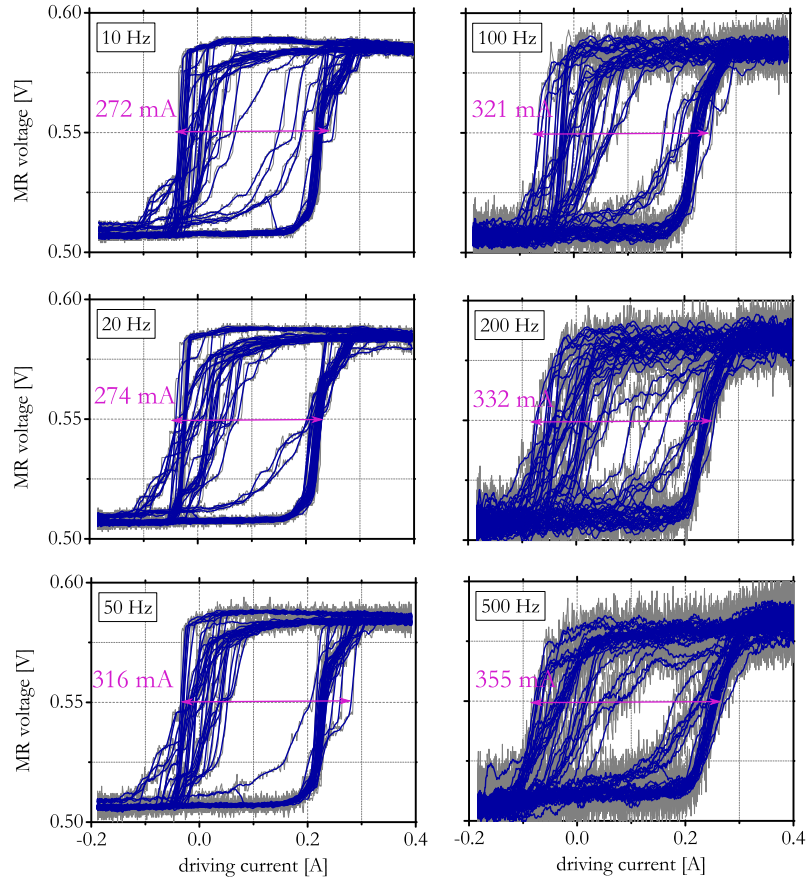 0.60
10 Hz
272 mA
0.55
MR voltage [V]
0.50
100 Hz
321 mA
0.60
20 Hz
274 mA
0.55
MR voltage [V]
0.50
200 Hz
332 mA
0.60
50 Hz
316 mA
0.55
MR voltage [V]
0.50
-0.2 0.0 0.2 0.4
driving current [A]
500 Hz
355 mA
-0.2 0.0 0.2 0.4
driving current [A]